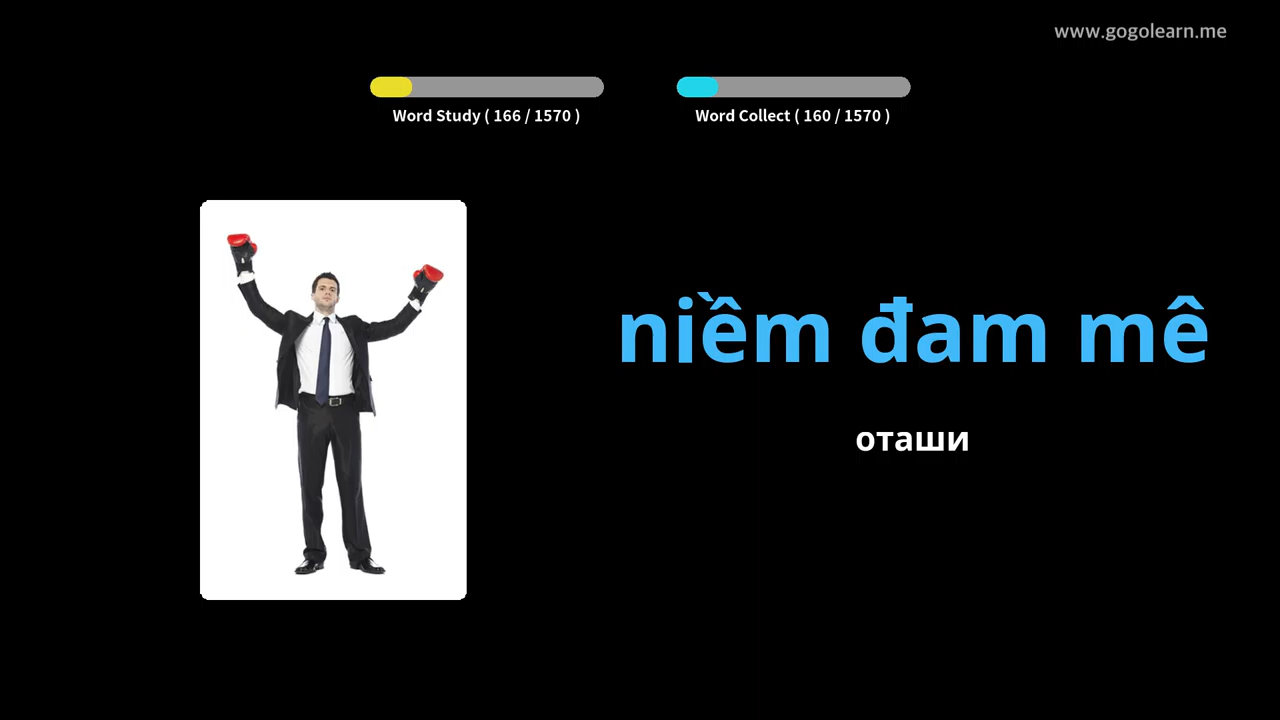 www.gogolearn.me
Word Study ( 166 / 1570 )
Word Collect ( 160 / 1570 )
niềm đam mê
оташи